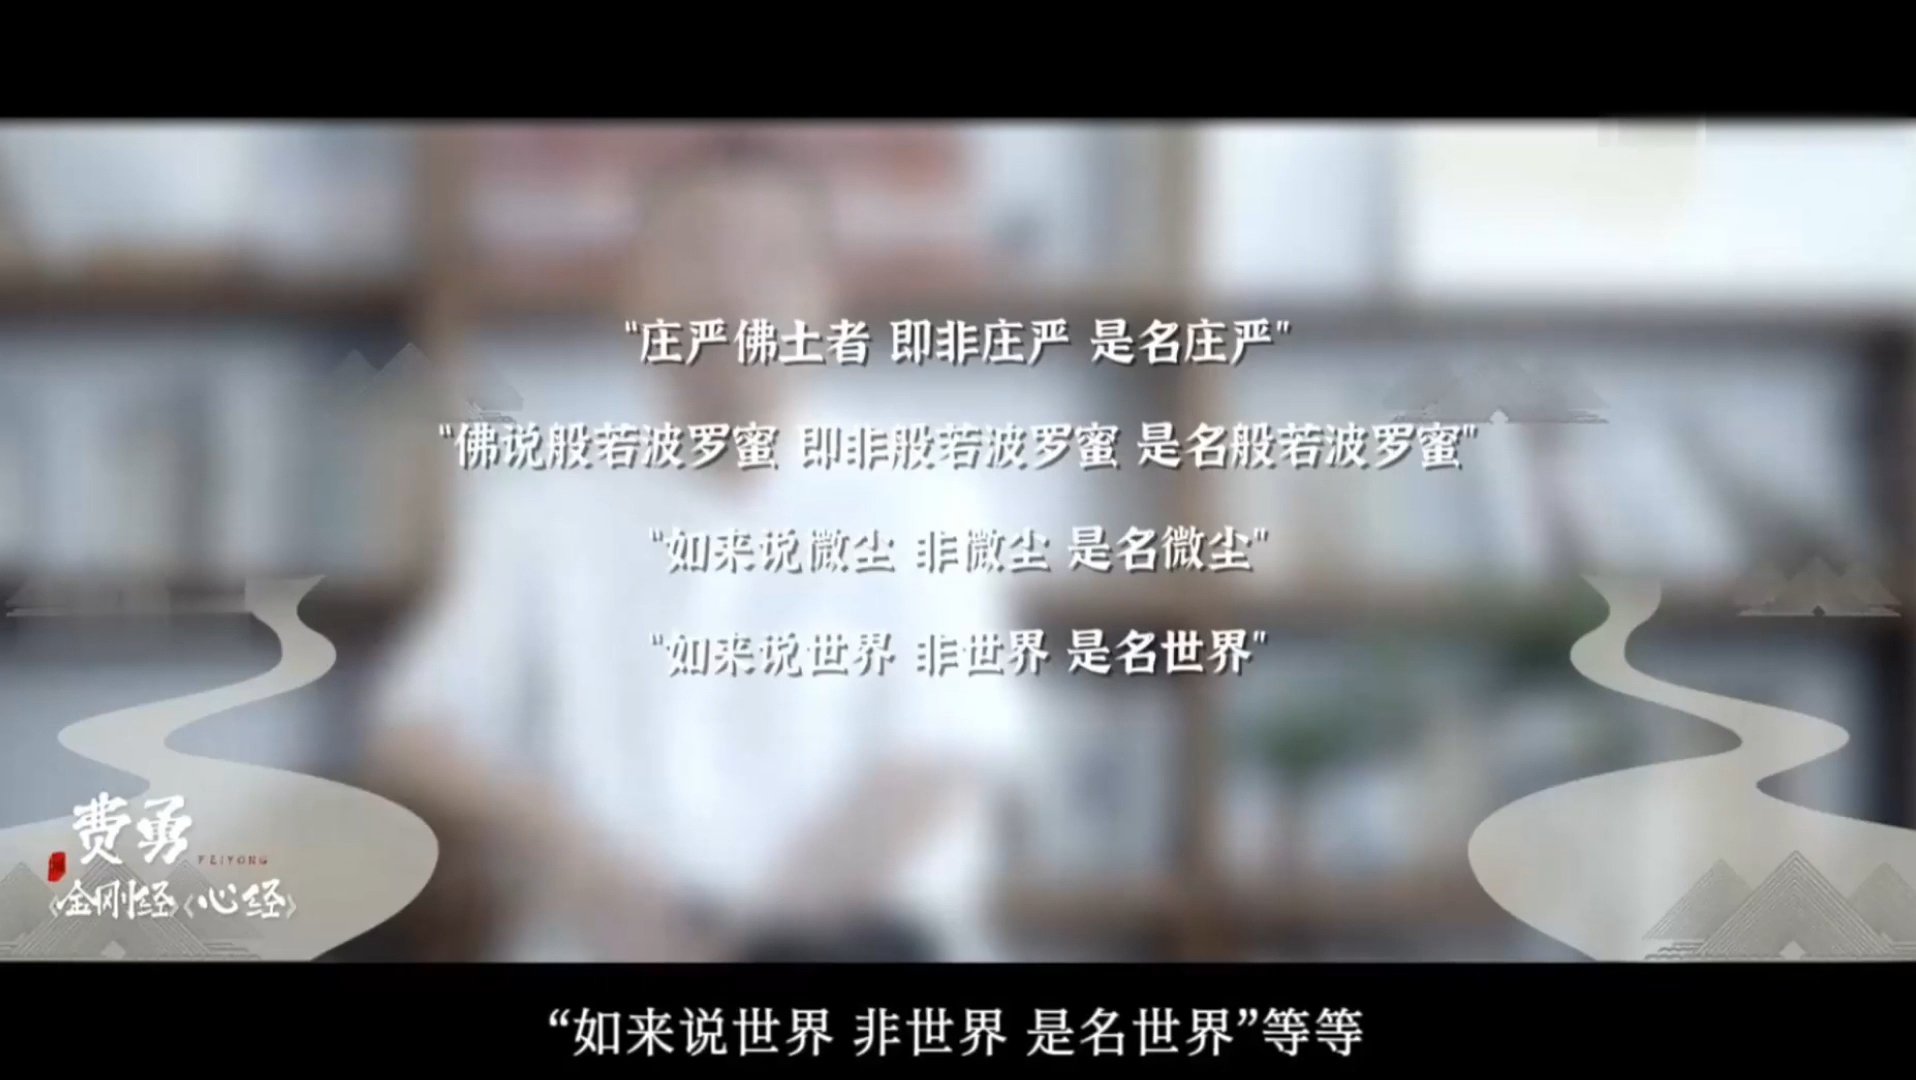 “庄严佛土者 即非庄严 是名庄严”
“佛说般若波罗蜜 即非般若波罗蜜 是名般若波罗蜜”
“如来说微尘 非微尘 是名微尘”
“如来说世界 非世界 是名世界”
费勇
FEIYONG
《金刚经》《心经》
“如来说世界 非世界 是名世界”等等